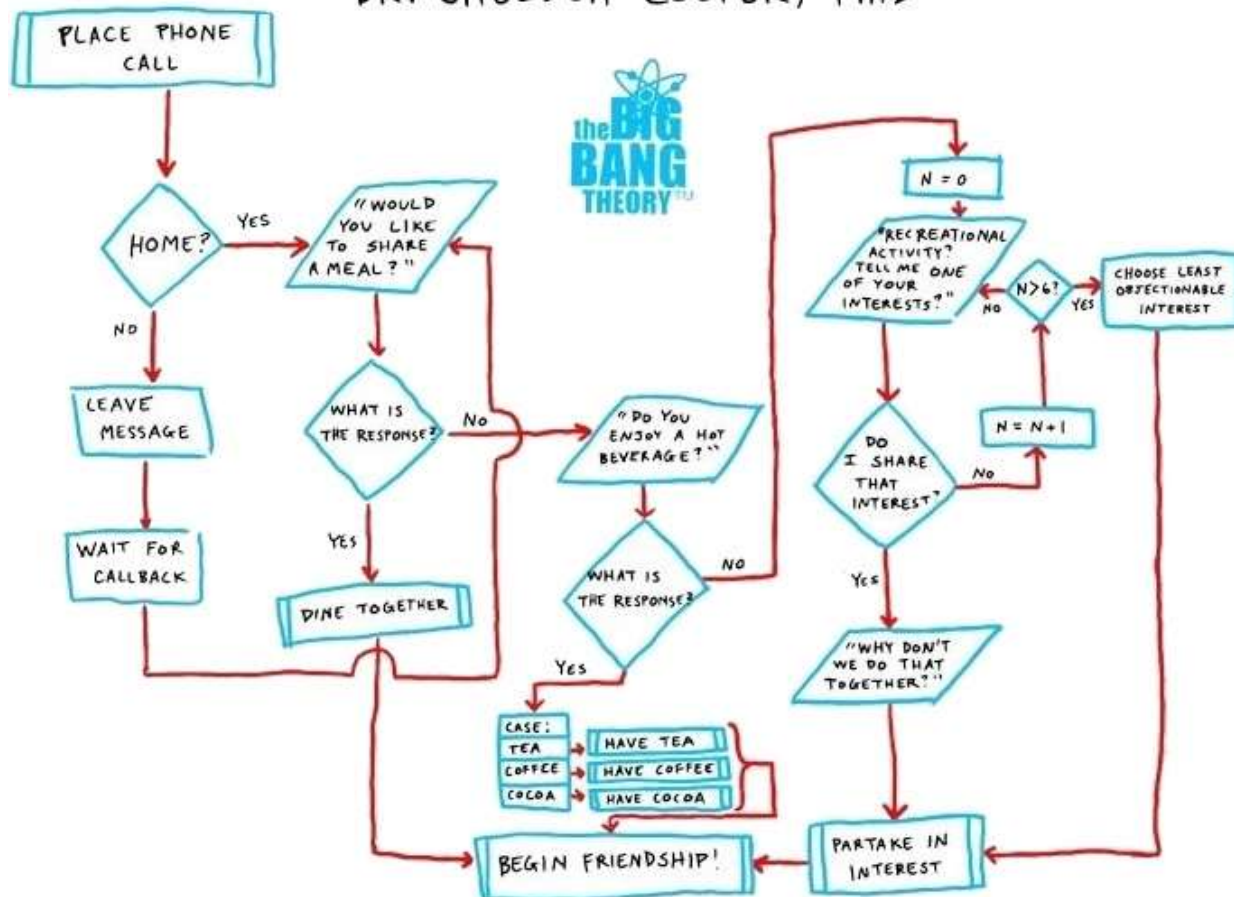 PLACE PHONE
CALL
the BIG
BANG
THEORY
HOME?
YES
NO
LEAVE
MESSAGE
WAIT FOR
CALLBACK
"WOULD
YOU LIKE
TO SHARE
A MEAL?"
WHAT IS
THE RESPONSE?
NO
YES
DINE TOGETHER
"DO YOU
ENJOY A HOT
BEVERAGE?"
WHAT IS
THE RESPONSE?
NO
YES
CASE:
TEA
HAVE TEA
COFFEE
HAVE COFFEE
COCOA
HAVE COCOA
N = 0
"RECREATIONAL
ACTIVITY?
TELL ME ONE
OF YOUR
INTERESTS?"
DO
I SHARE
THAT
INTEREST?
NO
N = N+1
N>6?
NO
YES
CHOOSE LEAST
OBJECTIONABLE
INTEREST
YES
"WHY DON'T
WE DO THAT
TOGETHER?"
PARTAKE IN
INTEREST
BEGIN FRIENDSHIP!